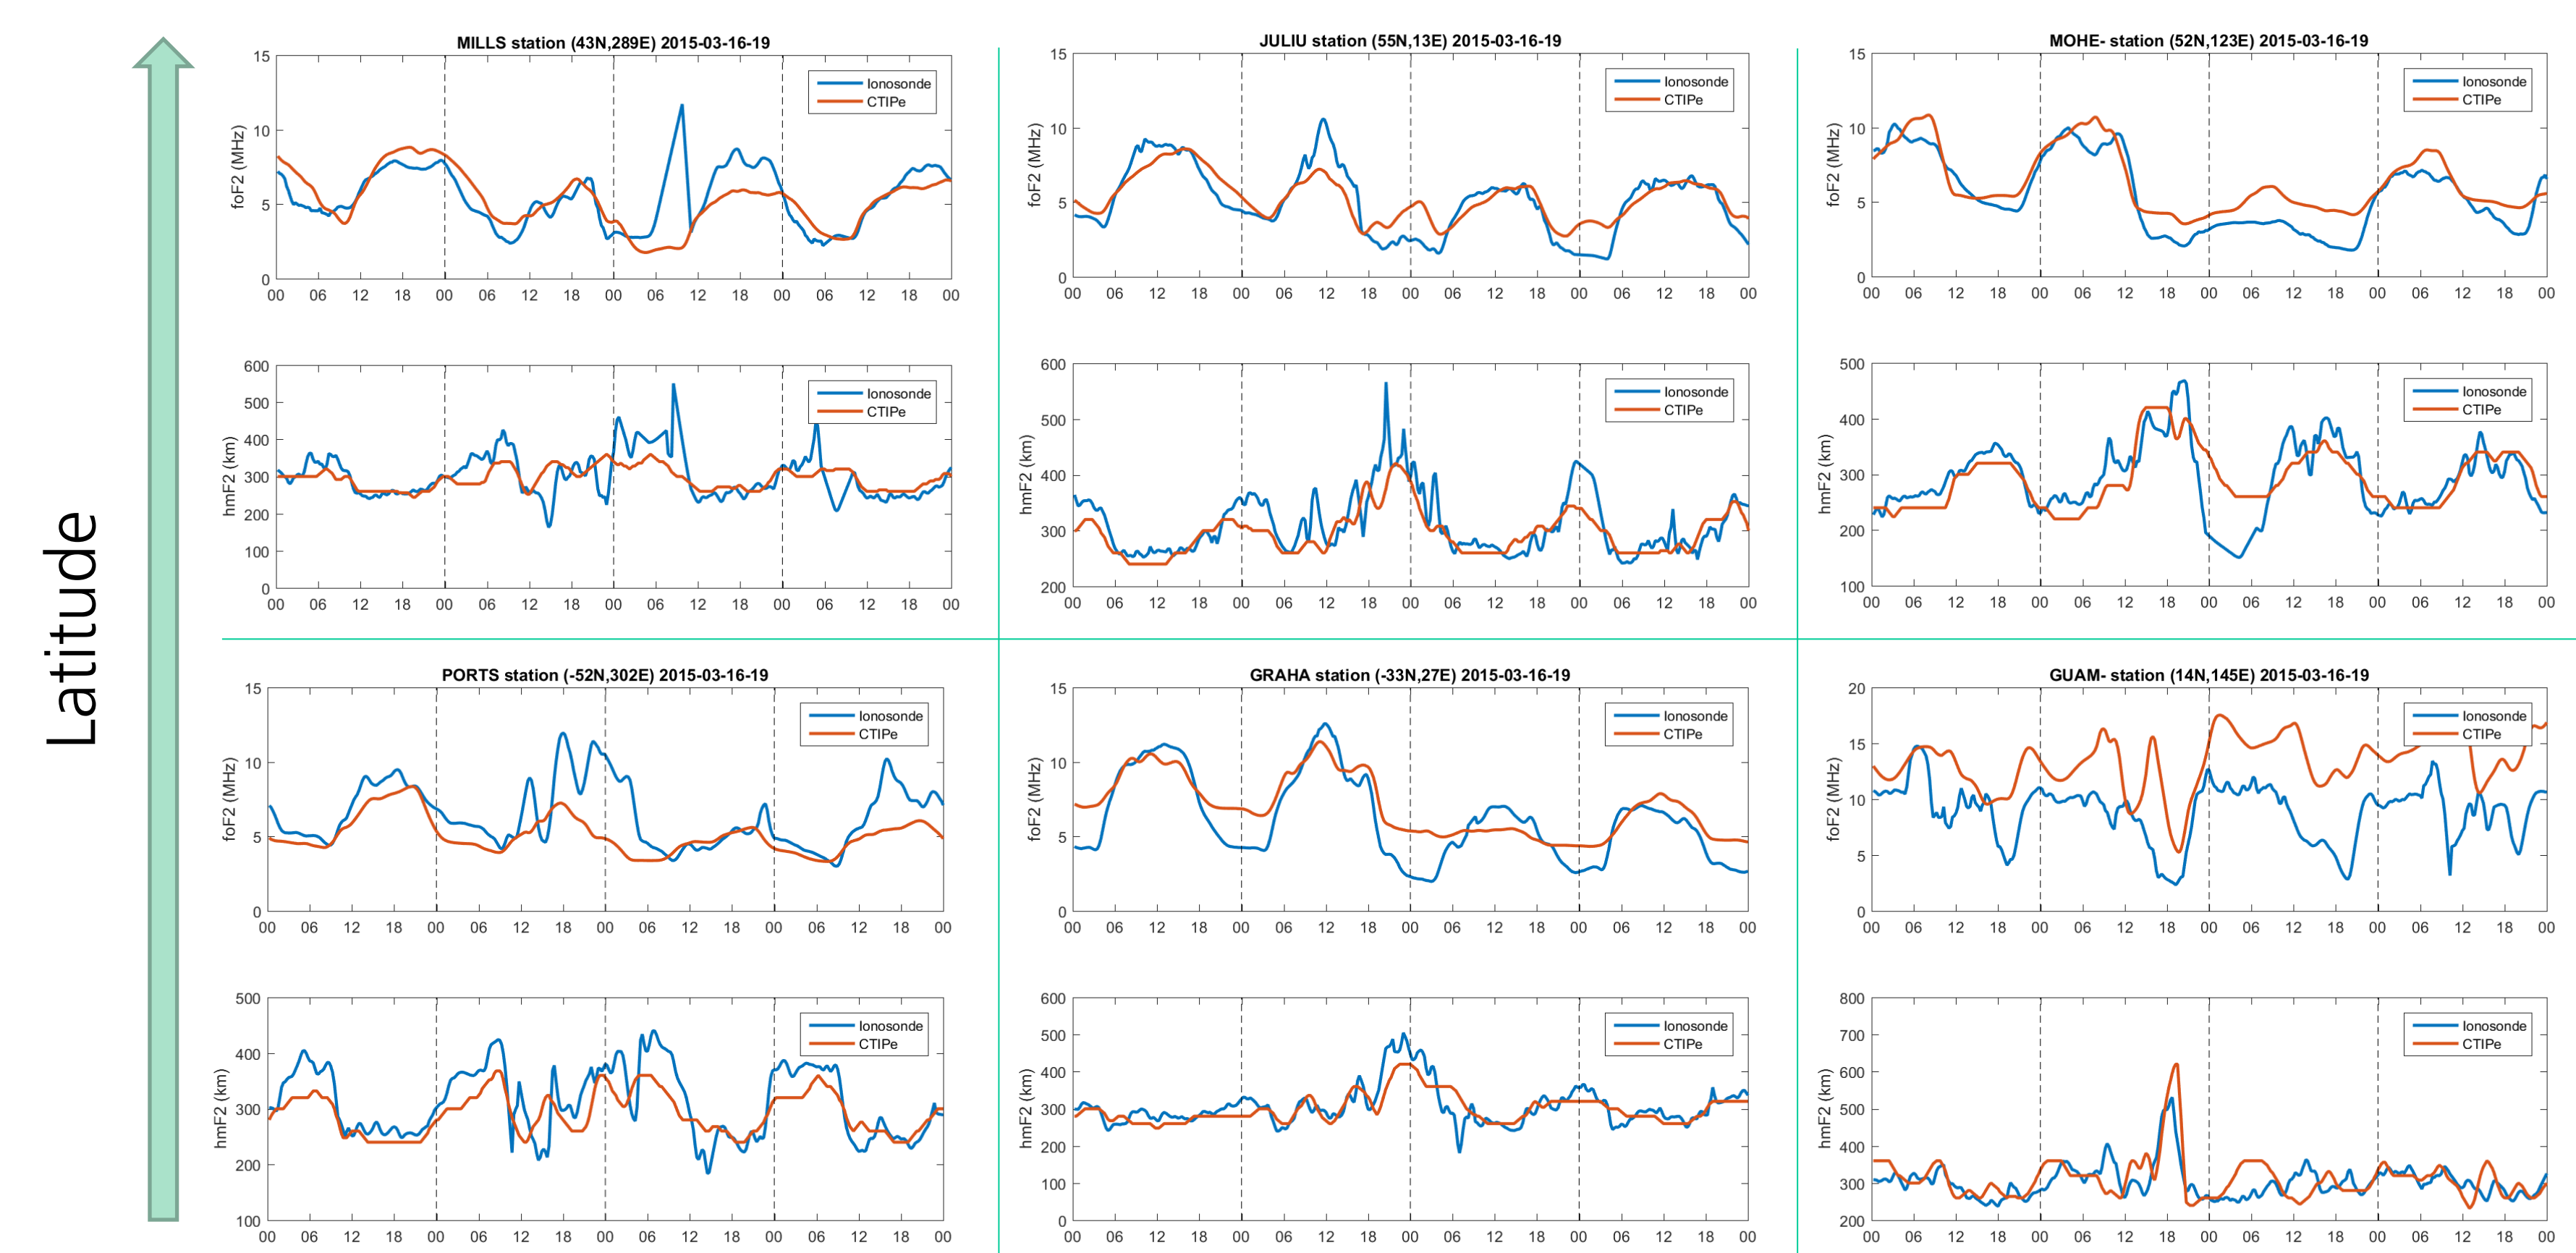 Latitude
MILLS station (43N,289E) 2015-03-16-19
foF2 (MHz)
15
10
5
0
Ionosonde
CTIPe
00 06 12 18 00 06 12 18 00 06 12 18 00 06 12 18 00
hmF2 (km)
600
500
400
300
200
100
0
Ionosonde
CTIPe
00 06 12 18 00 06 12 18 00 06 12 18 00 06 12 18 00
JULIU station (55N,13E) 2015-03-16-19
foF2 (MHz)
15
10
5
0
Ionosonde
CTIPe
00 06 12 18 00 06 12 18 00 06 12 18 00 06 12 18 00
hmF2 (km)
600
500
400
300
200
Ionosonde
CTIPe
00 06 12 18 00 06 12 18 00 06 12 18 00 06 12 18 00
MOHE- station (52N,123E) 2015-03-16-19
foF2 (MHz)
15
10
5
0
Ionosonde
CTIPe
00 06 12 18 00 06 12 18 00 06 12 18 00 06 12 18 00
hmF2 (km)
500
400
300
200
100
Ionosonde
CTIPe
00 06 12 18 00 06 12 18 00 06 12 18 00 06 12 18 00
PORTS station (-52N,302E) 2015-03-16-19
foF2 (MHz)
15
10
5
0
Ionosonde
CTIPe
00 06 12 18 00 06 12 18 00 06 12 18 00 06 12 18 00
hmF2 (km)
500
400
300
200
100
Ionosonde
CTIPe
00 06 12 18 00 06 12 18 00 06 12 18 00 06 12 18 00
GRAHA station (-33N,27E) 2015-03-16-19
foF2 (MHz)
15
10
5
0
Ionosonde
CTIPe
00 06 12 18 00 06 12 18 00 06 12 18 00 06 12 18 00
hmF2 (km)
600
500
400
300
200
100
0
Ionosonde
CTIPe
00 06 12 18 00 06 12 18 00 06 12 18 00 06 12 18 00
GUAM- station (14N,145E) 2015-03-16-19
foF2 (MHz)
20
15
10
5
0
Ionosonde
CTIPe
00 06 12 18 00 06 12 18 00 06 12 18 00 06 12 18 00
hmF2 (km)
800
700
600
500
400
300
200
Ionosonde
CTIPe
00 06 12 18 00 06 12 18 00 06 12 18 00 06 12 18 00